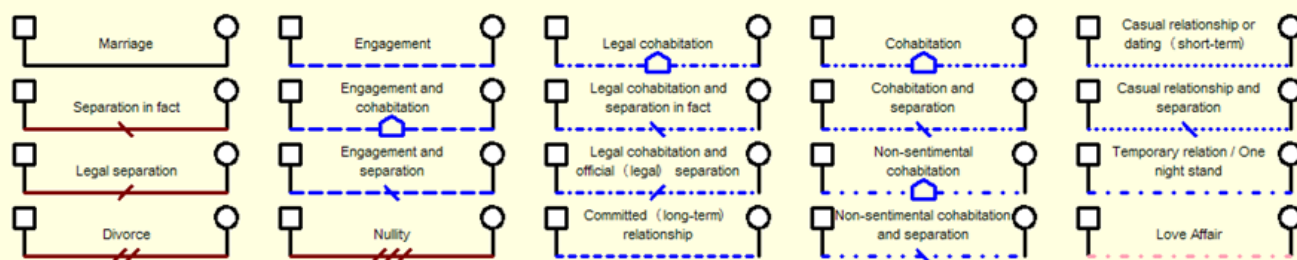 Marriage
Engagement
Legal cohabitation
Cohabitation
Casual relationship or
dating (short-term)
Separation in fact
Engagement and
cohabitation
Legal cohabitation and
separation in fact
Cohabitation and
separation
Casual relationship and
separation
Legal separation
Engagement and
separation
Legal cohabitation and
official (legal) separation
Non-sentimental
cohabitation
Temporary relation / One
night stand
Divorce
Nullity
Committed (long-term)
relationship
Non-sentimental cohabitation
and separation
Love Affair